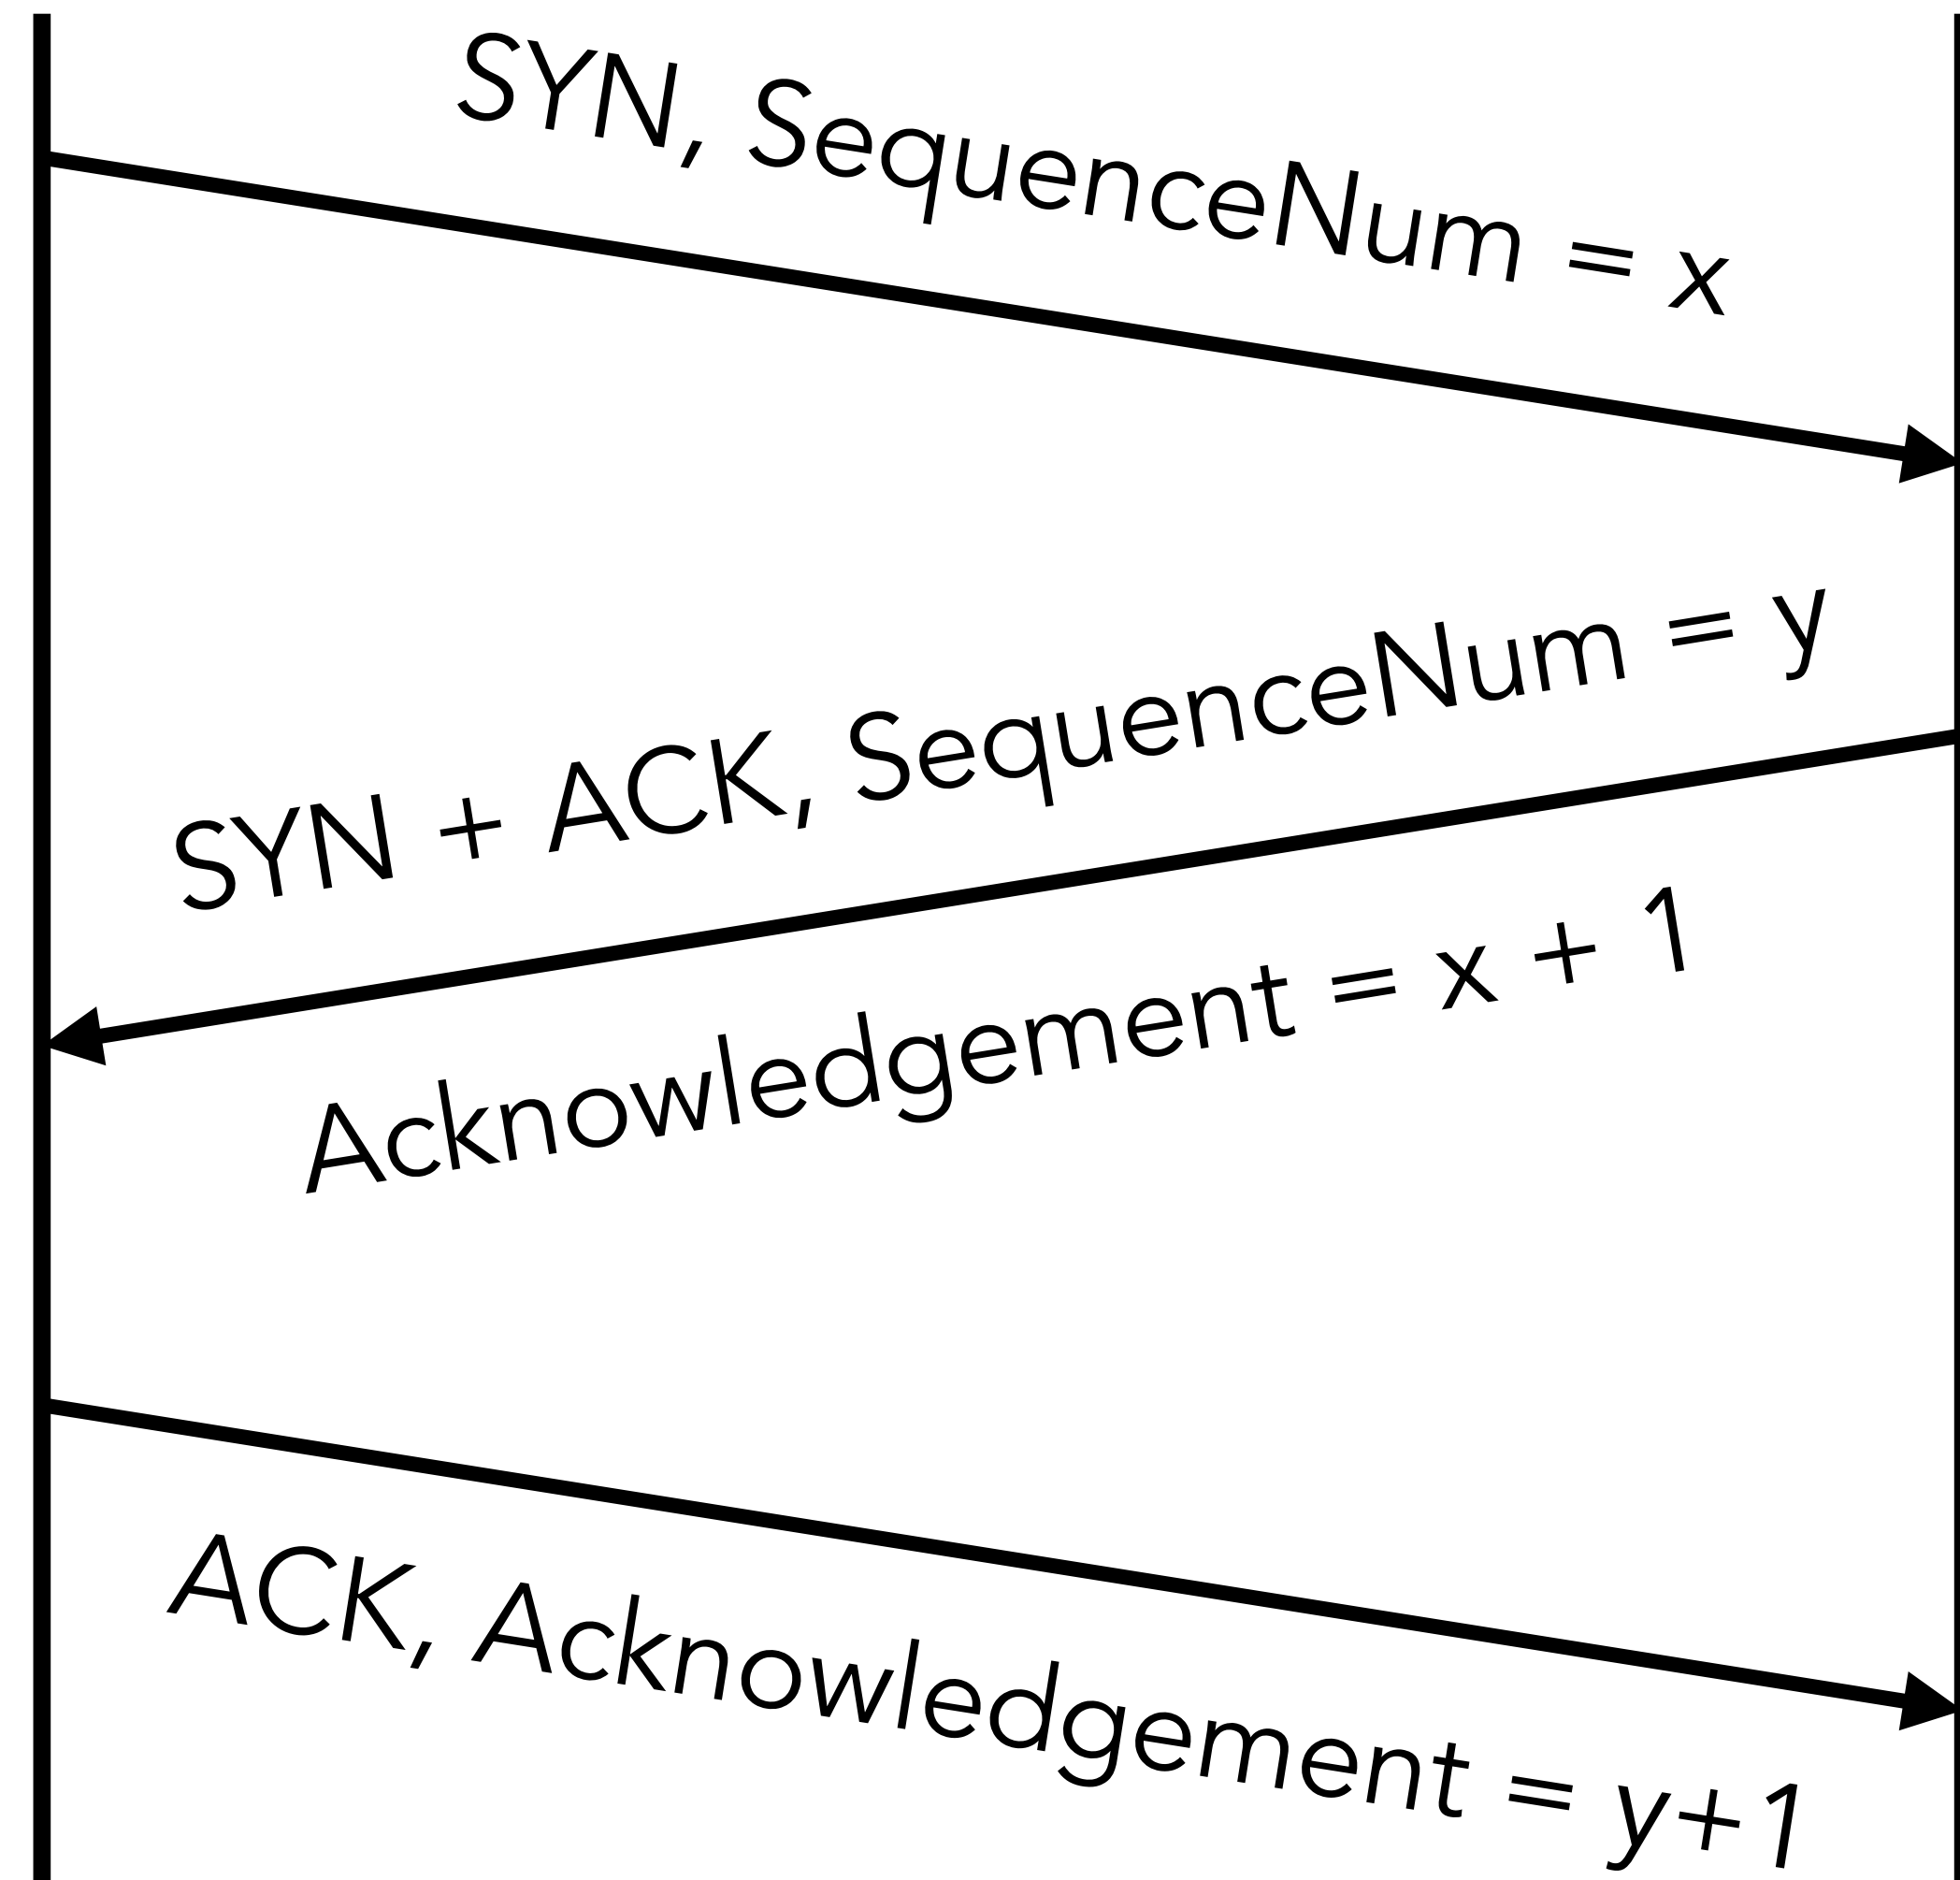 SYN, SequenceNum = x
SYN + ACK, SequenceNum = y
Acknowledgement = x + 1
ACK, Acknowledgement = y+1